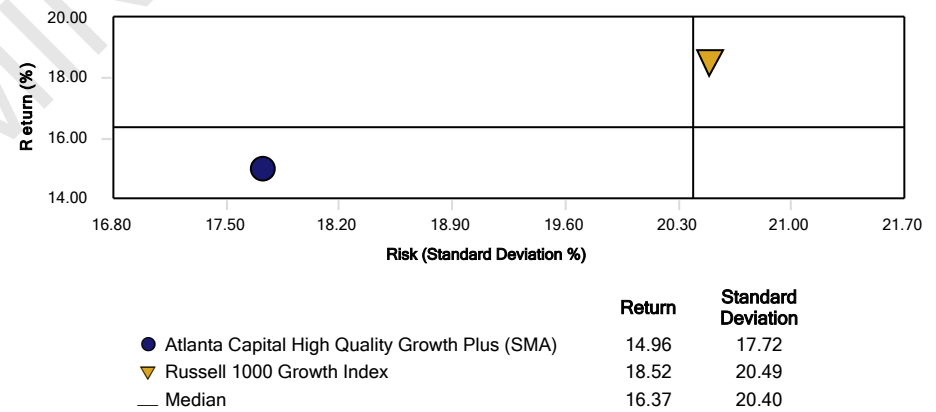 20.00
18.00
16.00
14.00
Return (%)
16.80 17.50 18.20 18.90 19.60 20.30 21.00 21.70
Risk (Standard Deviation %)
Return Standard Deviation
Atlanta Capital High Quality Growth Plus (SMA) 14.96 17.72
Russell 1000 Growth Index 18.52 20.49
Median 16.37 20.40